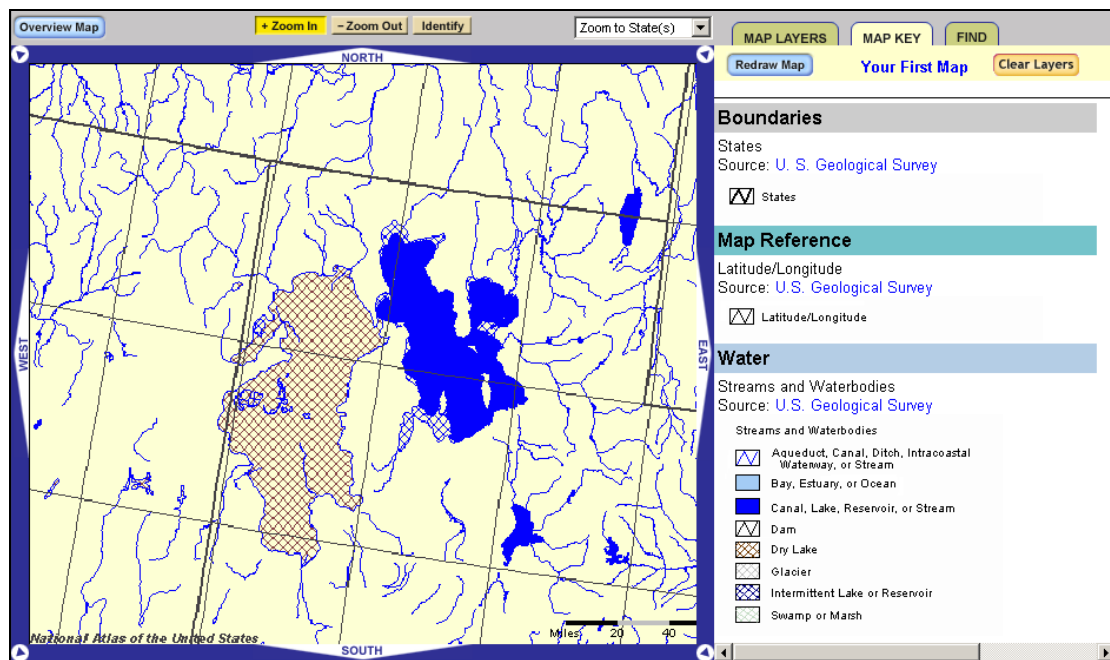 Overview Map
+ Zoom In
− Zoom Out
Identify
Zoom to State(s)
MAP LAYERS
MAP KEY
FIND
Redraw Map
Your First Map
Clear Layers
NORTH
WEST
EAST
SOUTH
National Atlas of the United States
Miles 20 40
Boundaries
States
Source: U. S. Geological Survey
States
Map Reference
Latitude/Longitude
Source: U.S. Geological Survey
Latitude/Longitude
Water
Streams and Waterbodies
Source: U.S. Geological Survey
Streams and Waterbodies
Aqueduct, Canal, Ditch, Intracoastal
Waterway, or Stream
Bay, Estuary, or Ocean
Canal, Lake, Reservoir, or Stream
Dam
Dry Lake
Glacier
Intermittent Lake or Reservoir
Swamp or Marsh